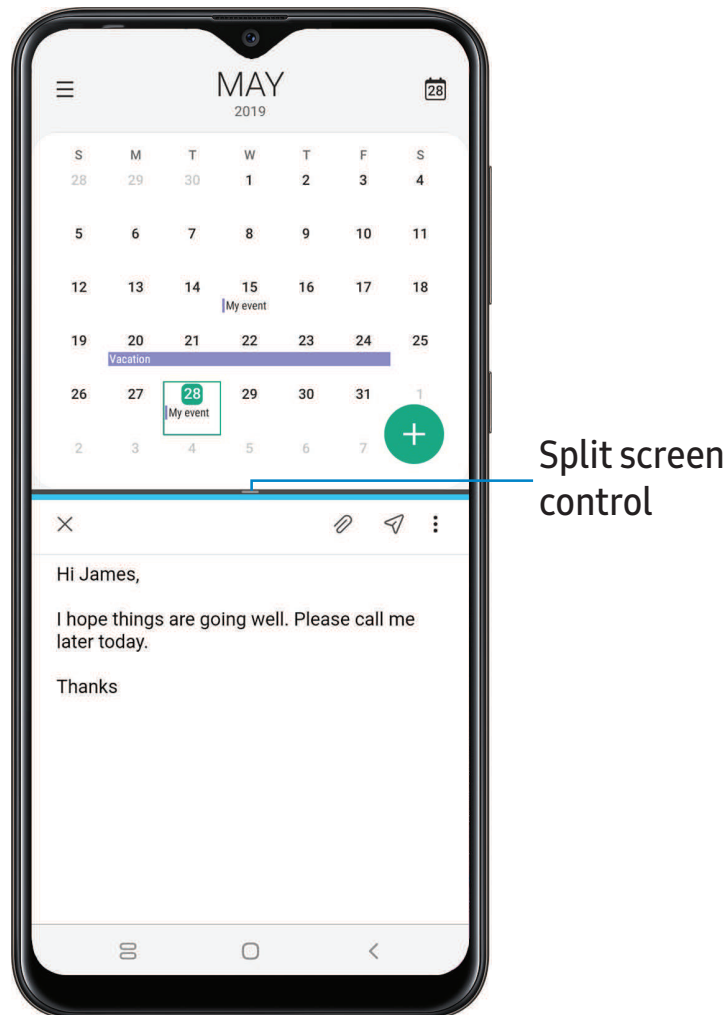 MAY
2019
28
S M T W T F S
28 29 30 1 2 3 4
5 6 7 8 9 10 11
12 13 14 15 16 17 18
My event
19 20 21 22 23 24 25
Vacation
26 27 28 29 30 31 1
My event
2 3 4 5 6 7
Split screen
control
Hi James,
I hope things are going well. Please call me
later today.
Thanks